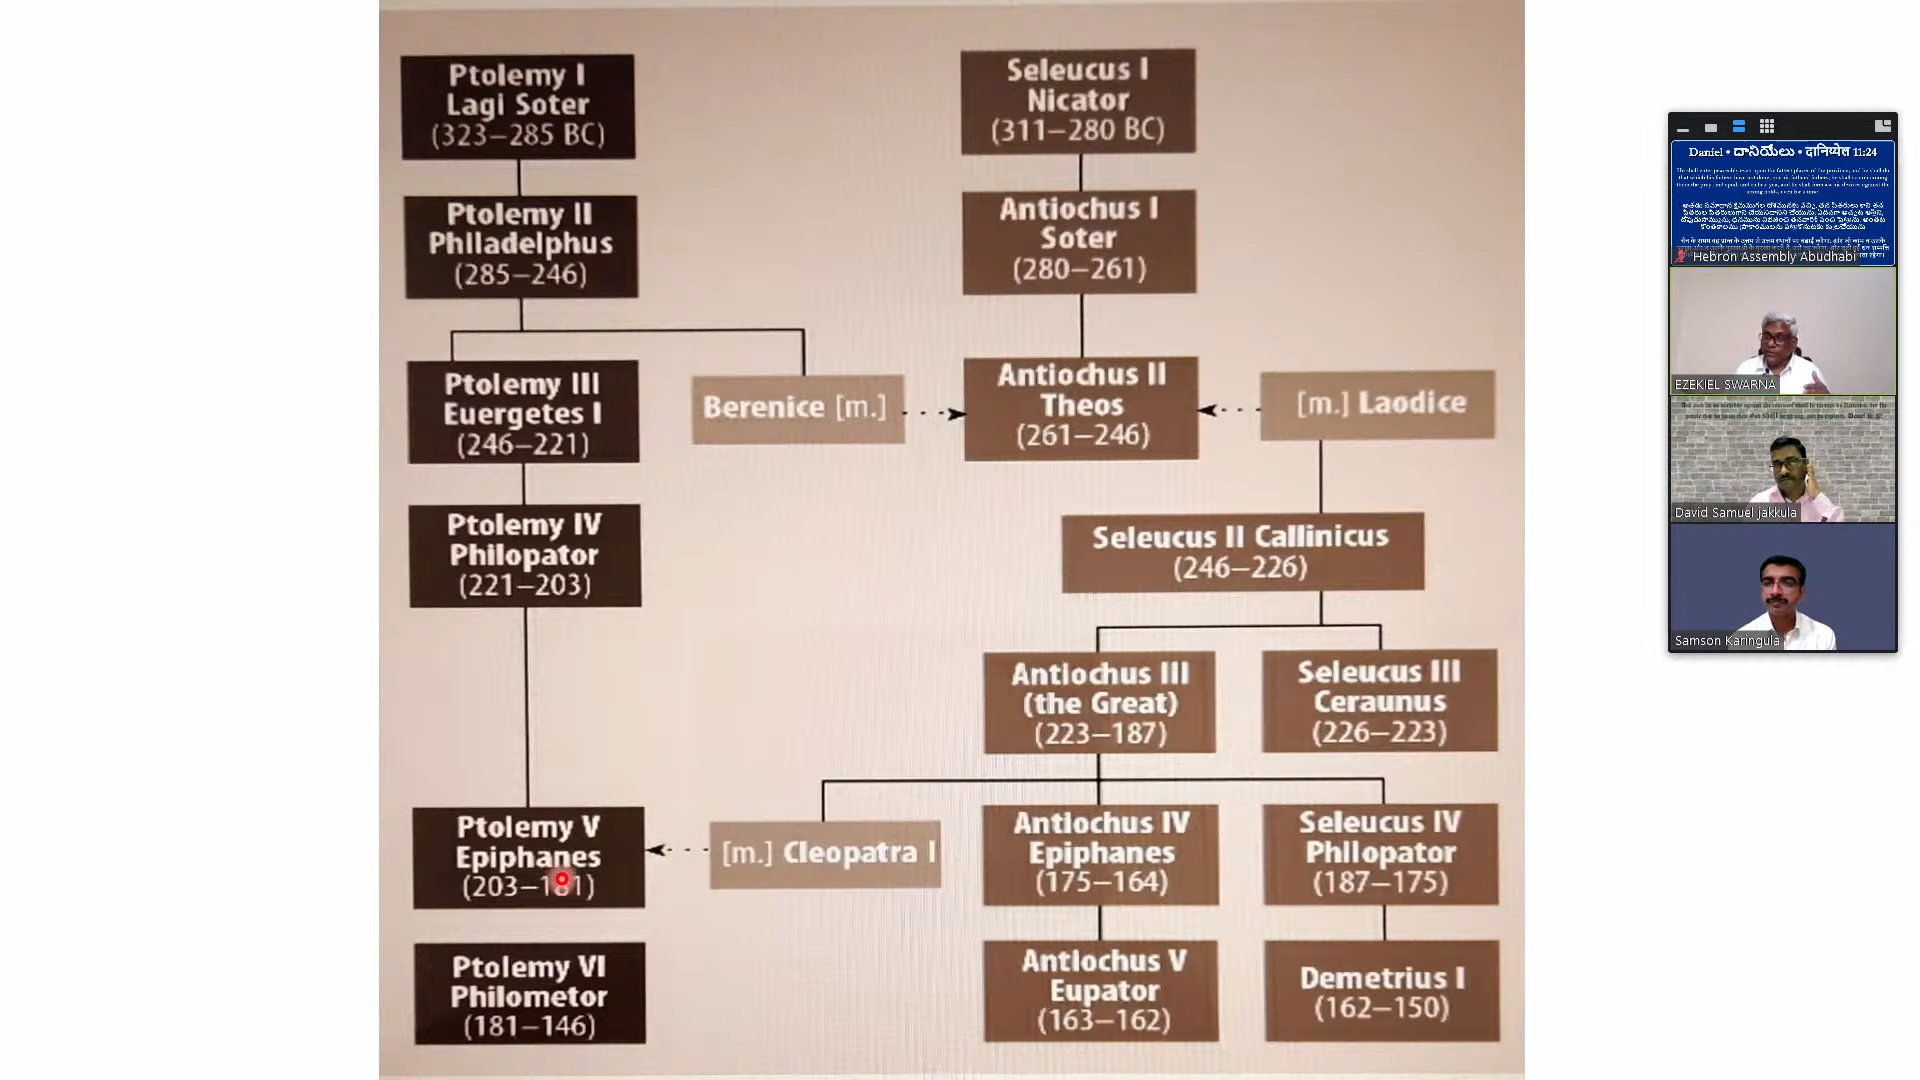 Ptolemy I
Lagi Soter
(323–285 BC)
Seleucus I
Nicator
(311–280 BC)
Ptolemy II
Philadelphus
(285–246)
Antiochus I
Soter
(280–261)
Ptolemy III
Euergetes I
(246–221)
Berenice [m.]
Antiochus II
Theos
(261–246)
[m.] Laodice
Ptolemy IV
Philopator
(221–203)
Seleucus II Callinicus
(246–226)
Antiochus III
(the Great)
(223–187)
Seleucus III
Ceraunus
(226–223)
Ptolemy V
Epiphanes
(203–181)
[m.] Cleopatra I
Antiochus IV
Epiphanes
(175–164)
Seleucus IV
Philopator
(187–175)
Ptolemy VI
Philometor
(181–146)
Antiochus V
Eupator
(163–162)
Demetrius I
(162–150)
Daniel • దానియేలు • दानिय्येल 11:24
Hebron Assembly Abudhabi
EZEKIEL SWARNA
David Samuel jakkula
Samson Karingula